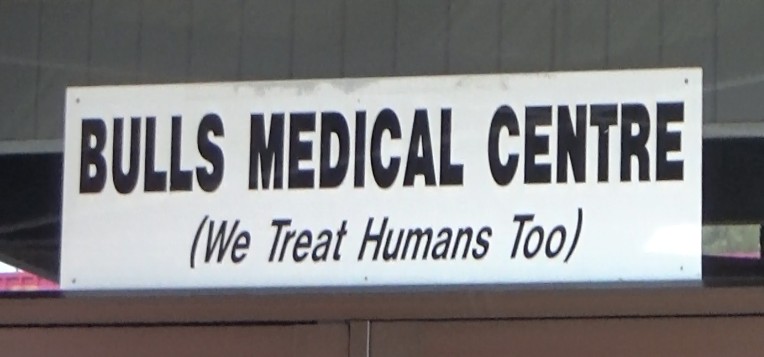 BULLS MEDICAL CENTRE
(We Treat Humans Too)